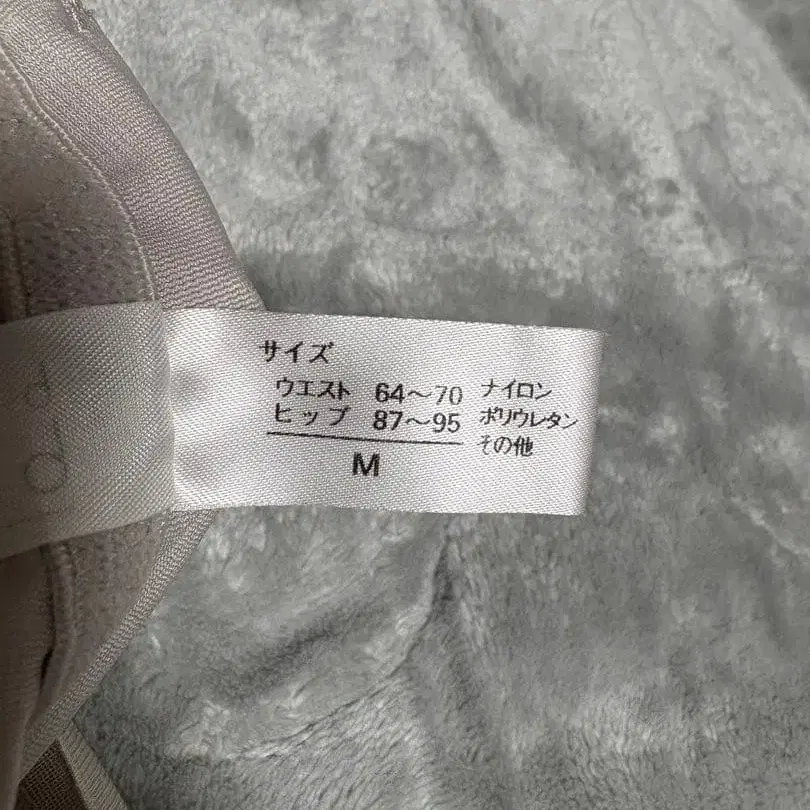 サイズ
ウエスト 64～70
ヒップ 87～95
M
ナイロン
ポリウレタン
その他